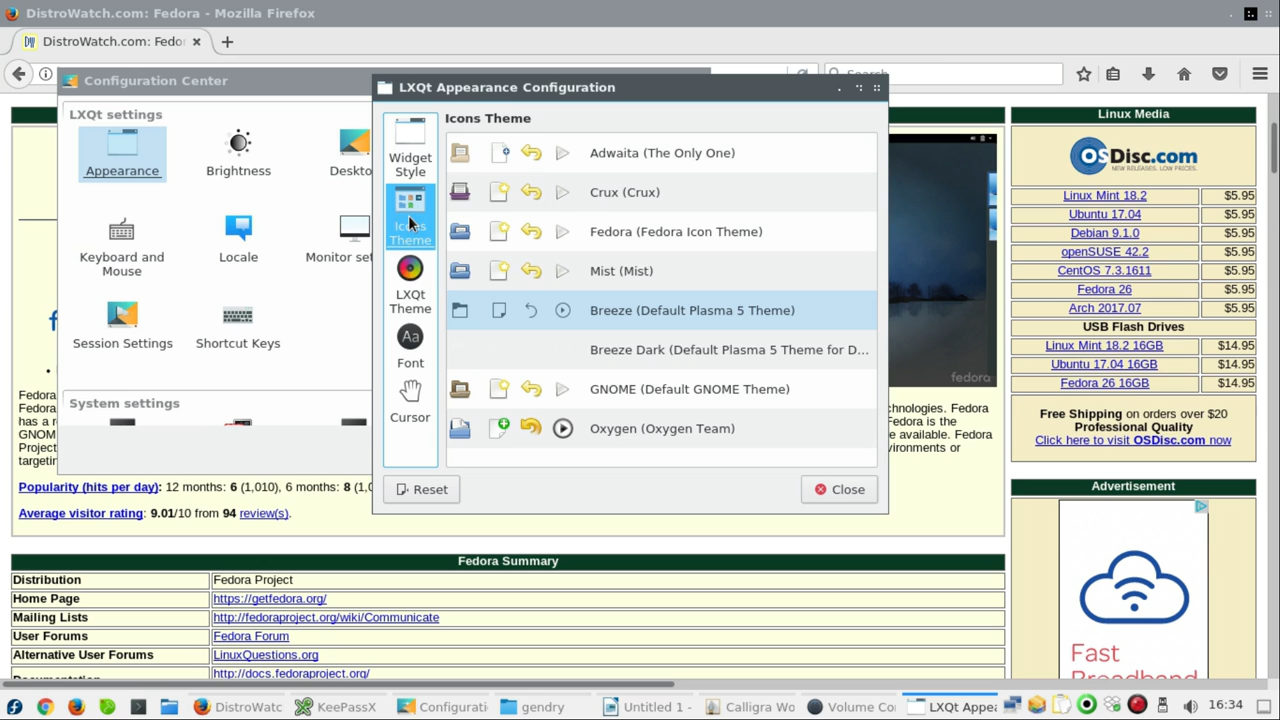 DistroWatch.com: Fedora - Mozilla Firefox
DistroWatch.com: Fedor
Search
Configuration Center
LXQt settings
Appearance
Brightness
Deskto
Keyboard and Mouse
Locale
Monitor set
Session Settings
Shortcut Keys
System settings
LXQt Appearance Configuration
Widget Style
Icons Theme
LXQt Theme
Font
Cursor
Icons Theme
Adwaita (The Only One)
Crux (Crux)
Fedora (Fedora Icon Theme)
Mist (Mist)
Breeze (Default Plasma 5 Theme)
Breeze Dark (Default Plasma 5 Theme for D...
GNOME (Default GNOME Theme)
Oxygen (Oxygen Team)
Reset
Close
fedora
Fedora
Fedora
has a r
GNOM
Project
targetin
chnologies. Fedora
e available. Fedora
vironments or
Popularity (hits per day): 12 months: 6 (1,010), 6 months: 8 (1,0
Average visitor rating: 9.01/10 from 94 review(s).
Fedora Summary
Distribution Fedora Project
Home Page https://getfedora.org/
Mailing Lists http://fedoraproject.org/wiki/Communicate
User Forums Fedora Forum
Alternative User Forums LinuxQuestions.org
Documentation http://docs.fedoraproject.org/
Linux Media
OSDisc.com
NEW RELEASES. LOW PRICES.
Linux Mint 18.2 $5.95
Ubuntu 17.04 $5.95
Debian 9.1.0 $5.95
openSUSE 42.2 $5.95
CentOS 7.3.1611 $5.95
Fedora 26 $5.95
Arch 2017.07 $5.95
USB Flash Drives
Linux Mint 18.2 16GB $14.95
Ubuntu 17.04 16GB $14.95
Fedora 26 16GB $14.95
Free Shipping on orders over $20
Professional Quality
Click here to visit OSDisc.com now
Advertisement
Fast
Broadband
DistroWatc
KeePassX
Configurati
gendry
Untitled 1 -
Calligra Wo
Volume Co
LXQt Appea
16:34